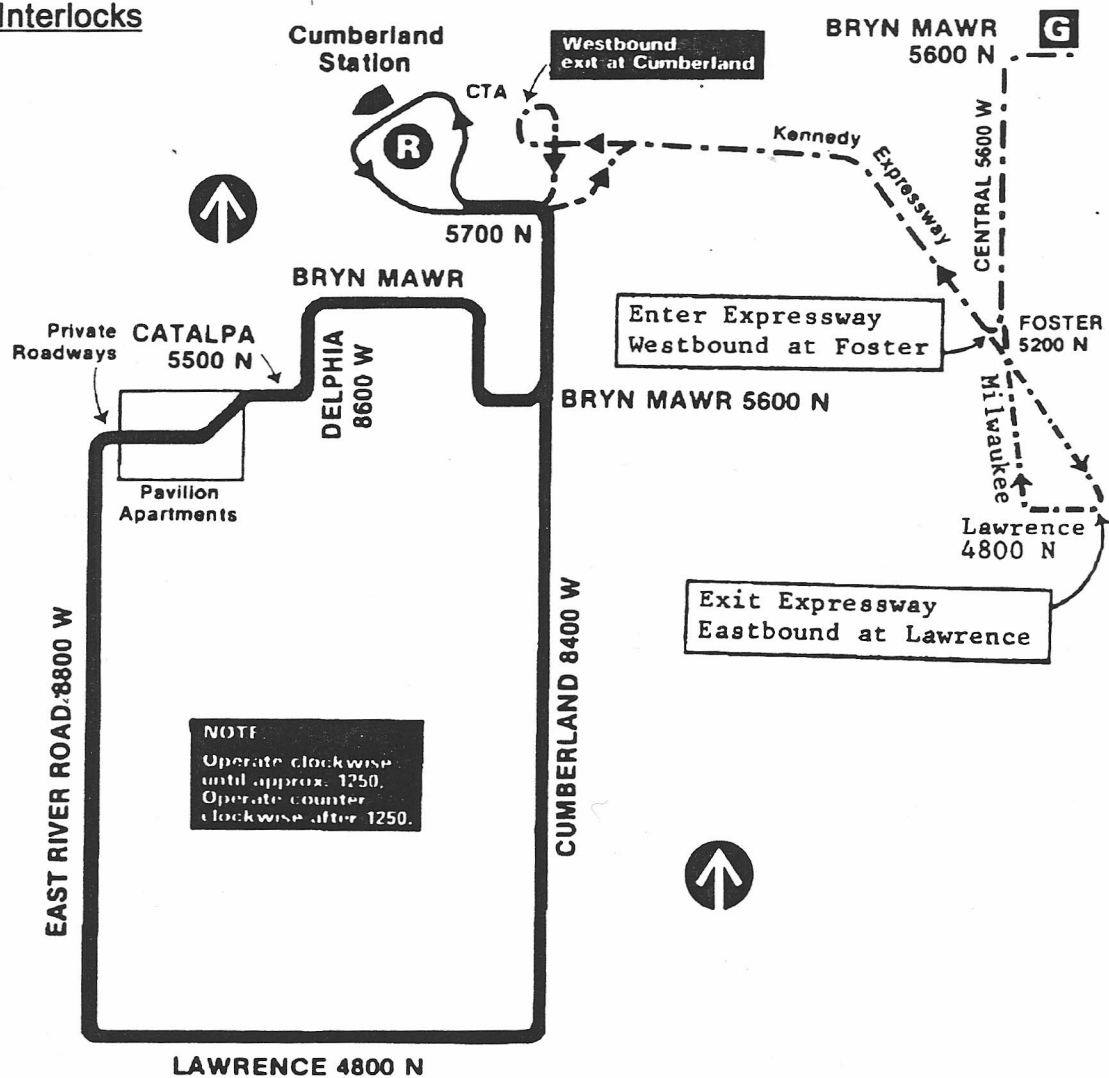 Interlocks
Cumberland
Station
Westbound
exit at Cumberland
BRYN MAWR
5600 N
G
CTA
R
Kennedy
Expressway
CENTRAL 5600 W
5700 N
BRYN MAWR
Private
Roadways
CATALPA
5500 N
DELPHIA
8600 W
Enter Expressway
Westbound at Foster
FOSTER
5200 N
BRYN MAWR 5600 N
Milwaukee
Pavilion
Apartments
Lawrence
4800 N
Exit Expressway
Eastbound at Lawrence
EAST RIVER ROAD 8800 W
CUMBERLAND 8400 W
NOTE
Operate clockwise
until approx. 1250.
Operate counter
clockwise after 1250.
LAWRENCE 4800 N